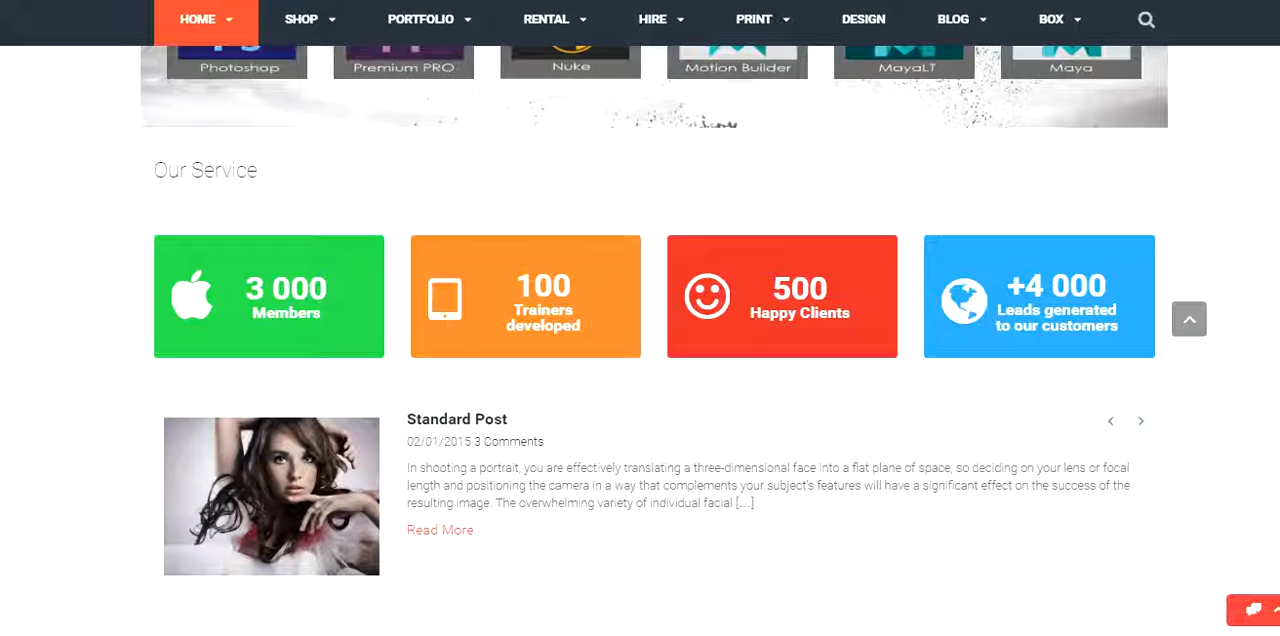 HOME SHOP PORTFOLIO RENTAL HIRE PRINT DESIGN BLOG BOX
Photoshop Premium PRO Nuke Motion Builder MayaLT Maya
Our Service
3 000
Members
100
Trainers
developed
500
Happy Clients
+4 000
Leads generated
to our customers
Standard Post
02/01/2015 3 Comments
In shooting a portrait, you are effectively translating a three-dimensional face into a flat plane of space, so deciding on your lens or focal
length and positioning the camera in a way that complements your subject's features will have a significant effect on the success of the
resulting image. The overwhelming variety of individual facial [...]
Read More